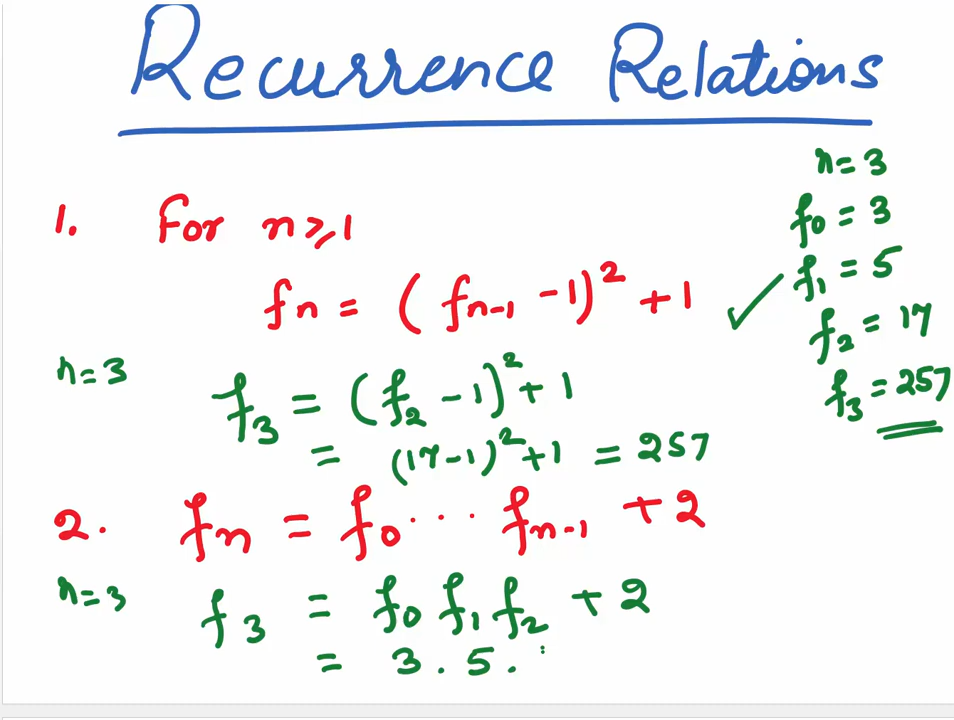 Recurrence Relations
n=3
f₀ = 3
1. For n≥1
f₁ = 5
fₙ = (fₙ₋₁ -1)² +1
f₂ = 17
n=3
f₃ = (f₂ -1)² +1
f₃ = 257
= (17-1)² +1 = 257
2. fₙ = f₀ ... fₙ₋₁ +2
n=3
f₃ = f₀ f₁ f₂ +2
= 3 . 5 .